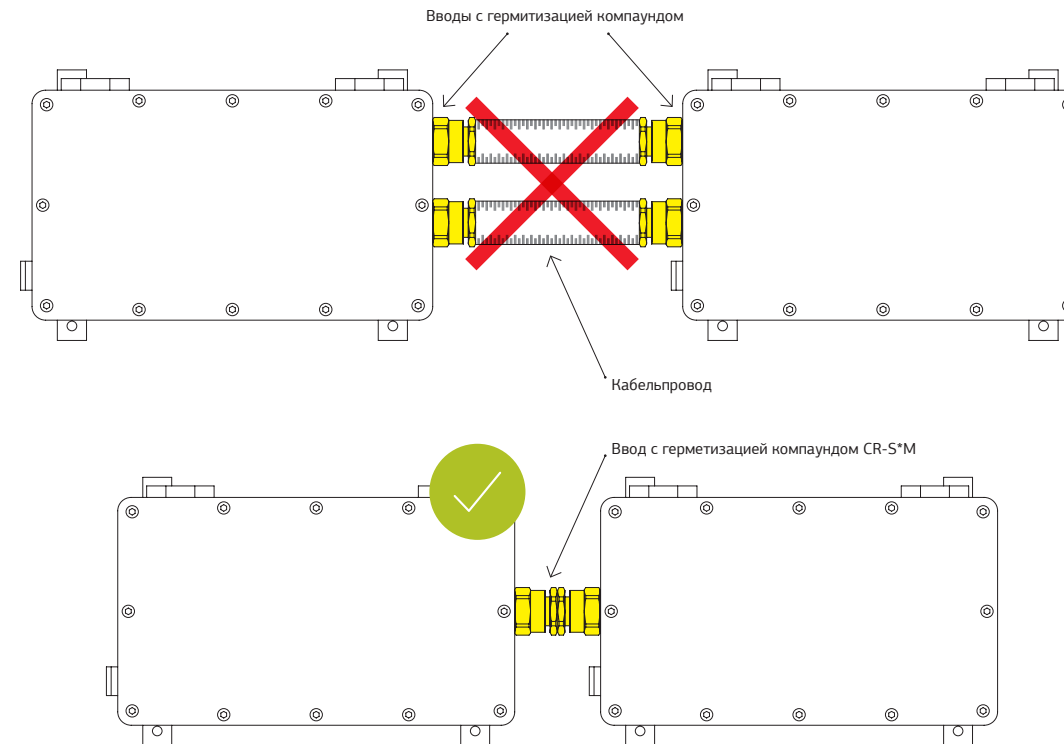 Вводы с гермитизацией компаундом
Кабельпровод
Ввод с герметизацией компаундом CR-S*M